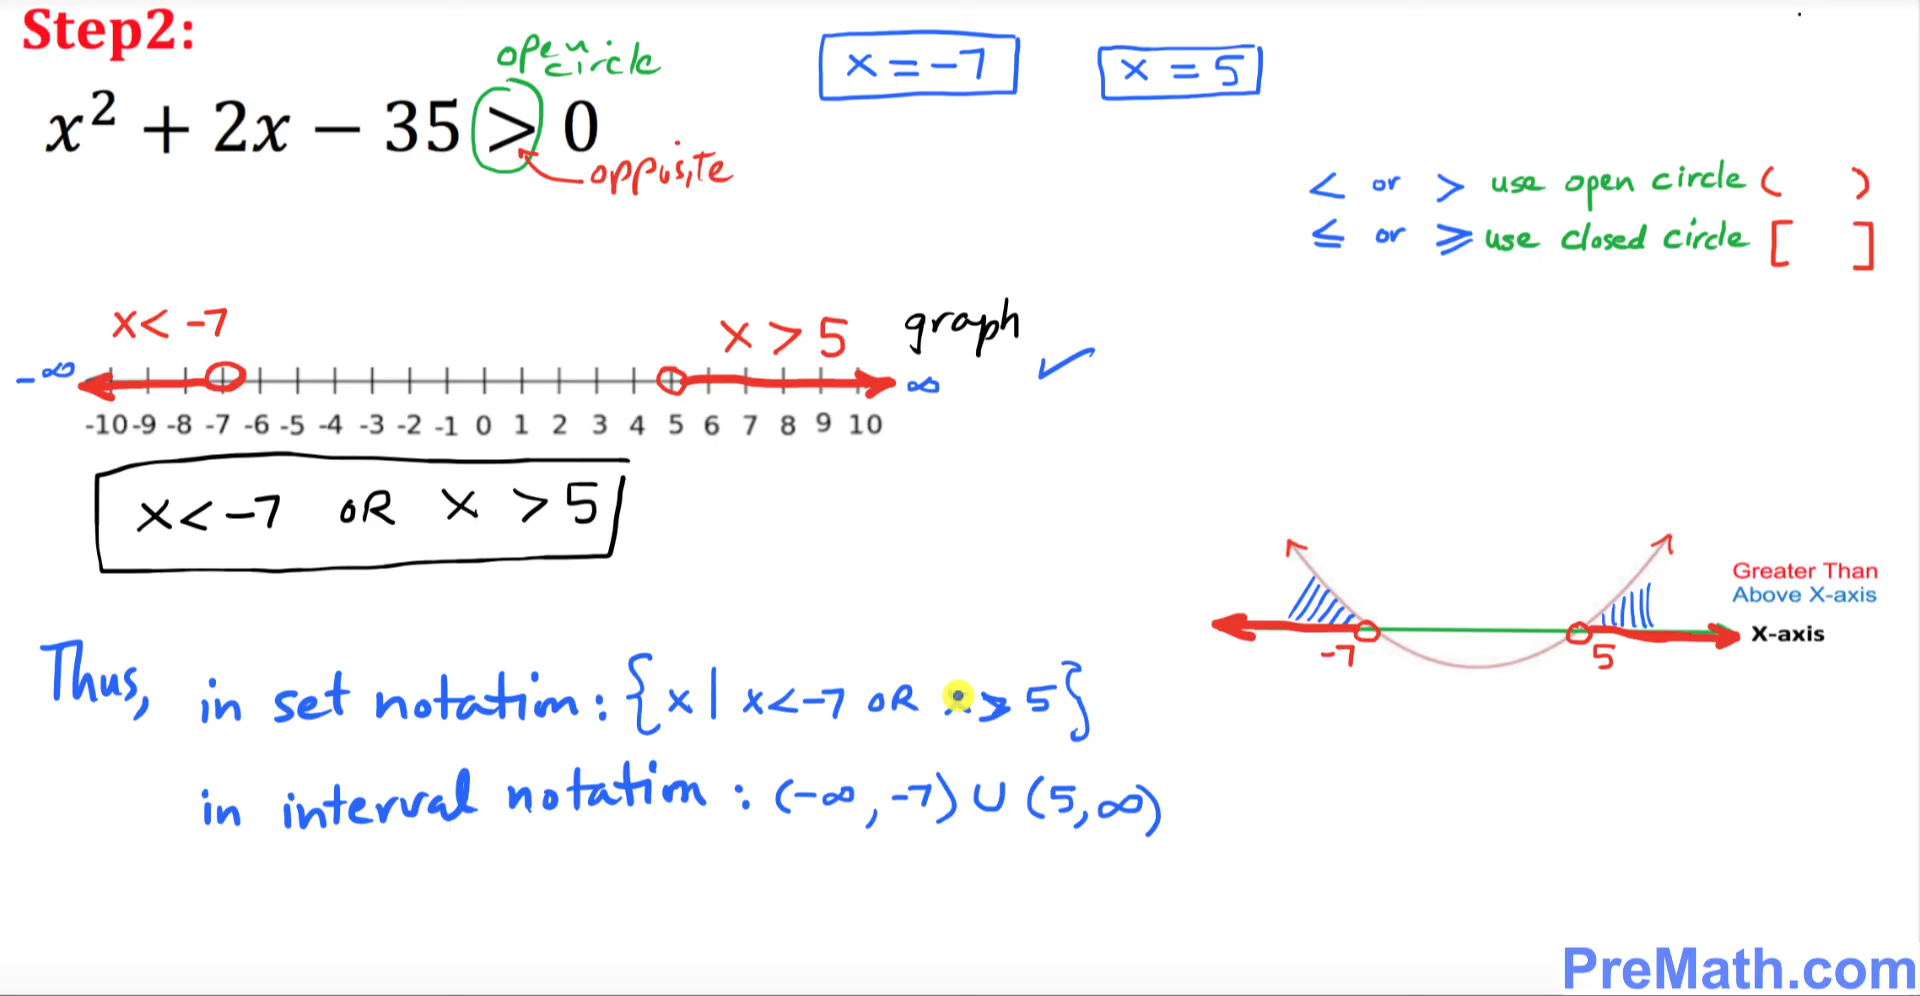 Step2:
open circle
x = -7
x = 5
x² + 2x − 35 > 0
opposite
< or > use open circle ( )
≤ or ≥ use closed circle [ ]
x < -7
x > 5
graph ✓
-∞
∞
-10 -9 -8 -7 -6 -5 -4 -3 -2 -1 0 1 2 3 4 5 6 7 8 9 10
x < -7 OR x > 5
Greater Than
Above X-axis
X-axis
-7
5
Thus, in set notation: {x | x < -7 OR x > 5}
in interval notation: (-∞, -7) ∪ (5, ∞)
PreMath.com